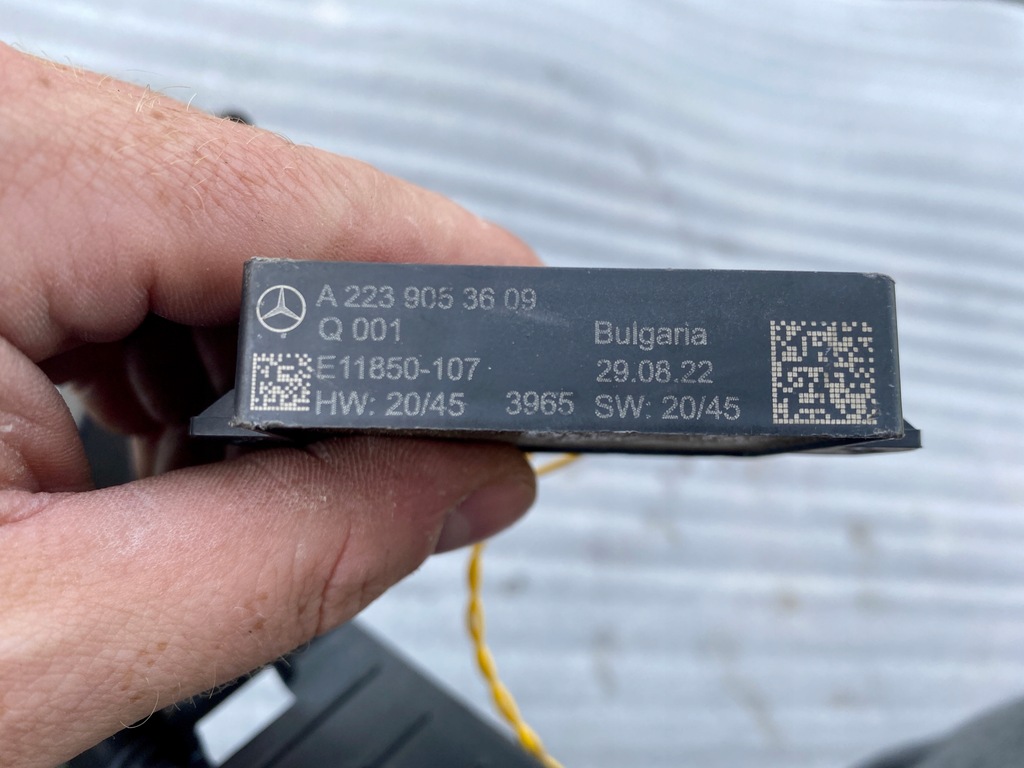 A 223 905 36 09
Q 001
Bulgaria
E11850-107
29.08.22
HW: 20/45 3965 SW: 20/45